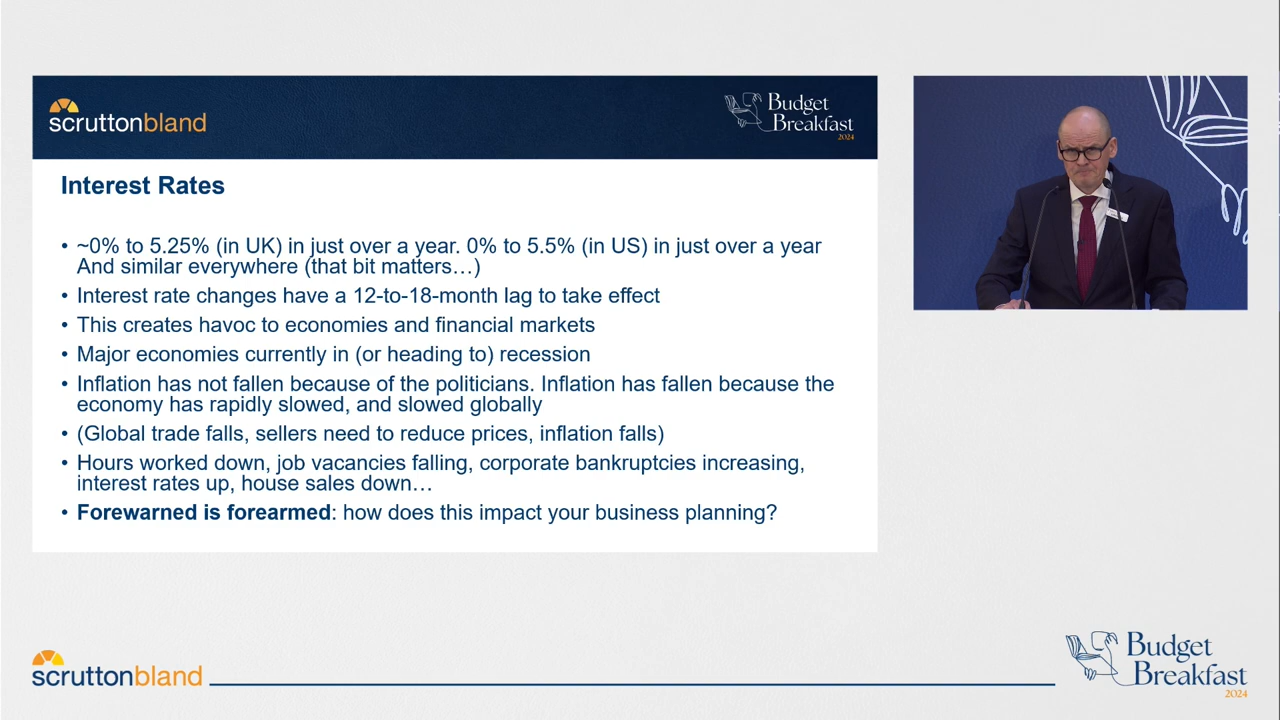 scruttonbland
Budget
Breakfast
2024
Interest Rates
• ~0% to 5.25% (in UK) in just over a year. 0% to 5.5% (in US) in just over a year
And similar everywhere (that bit matters…)
• Interest rate changes have a 12-to-18-month lag to take effect
• This creates havoc to economies and financial markets
• Major economies currently in (or heading to) recession
• Inflation has not fallen because of the politicians. Inflation has fallen because the
economy has rapidly slowed, and slowed globally
• (Global trade falls, sellers need to reduce prices, inflation falls)
• Hours worked down, job vacancies falling, corporate bankruptcies increasing,
interest rates up, house sales down…
• Forewarned is forearmed: how does this impact your business planning?
scruttonbland
Budget
Breakfast
2024